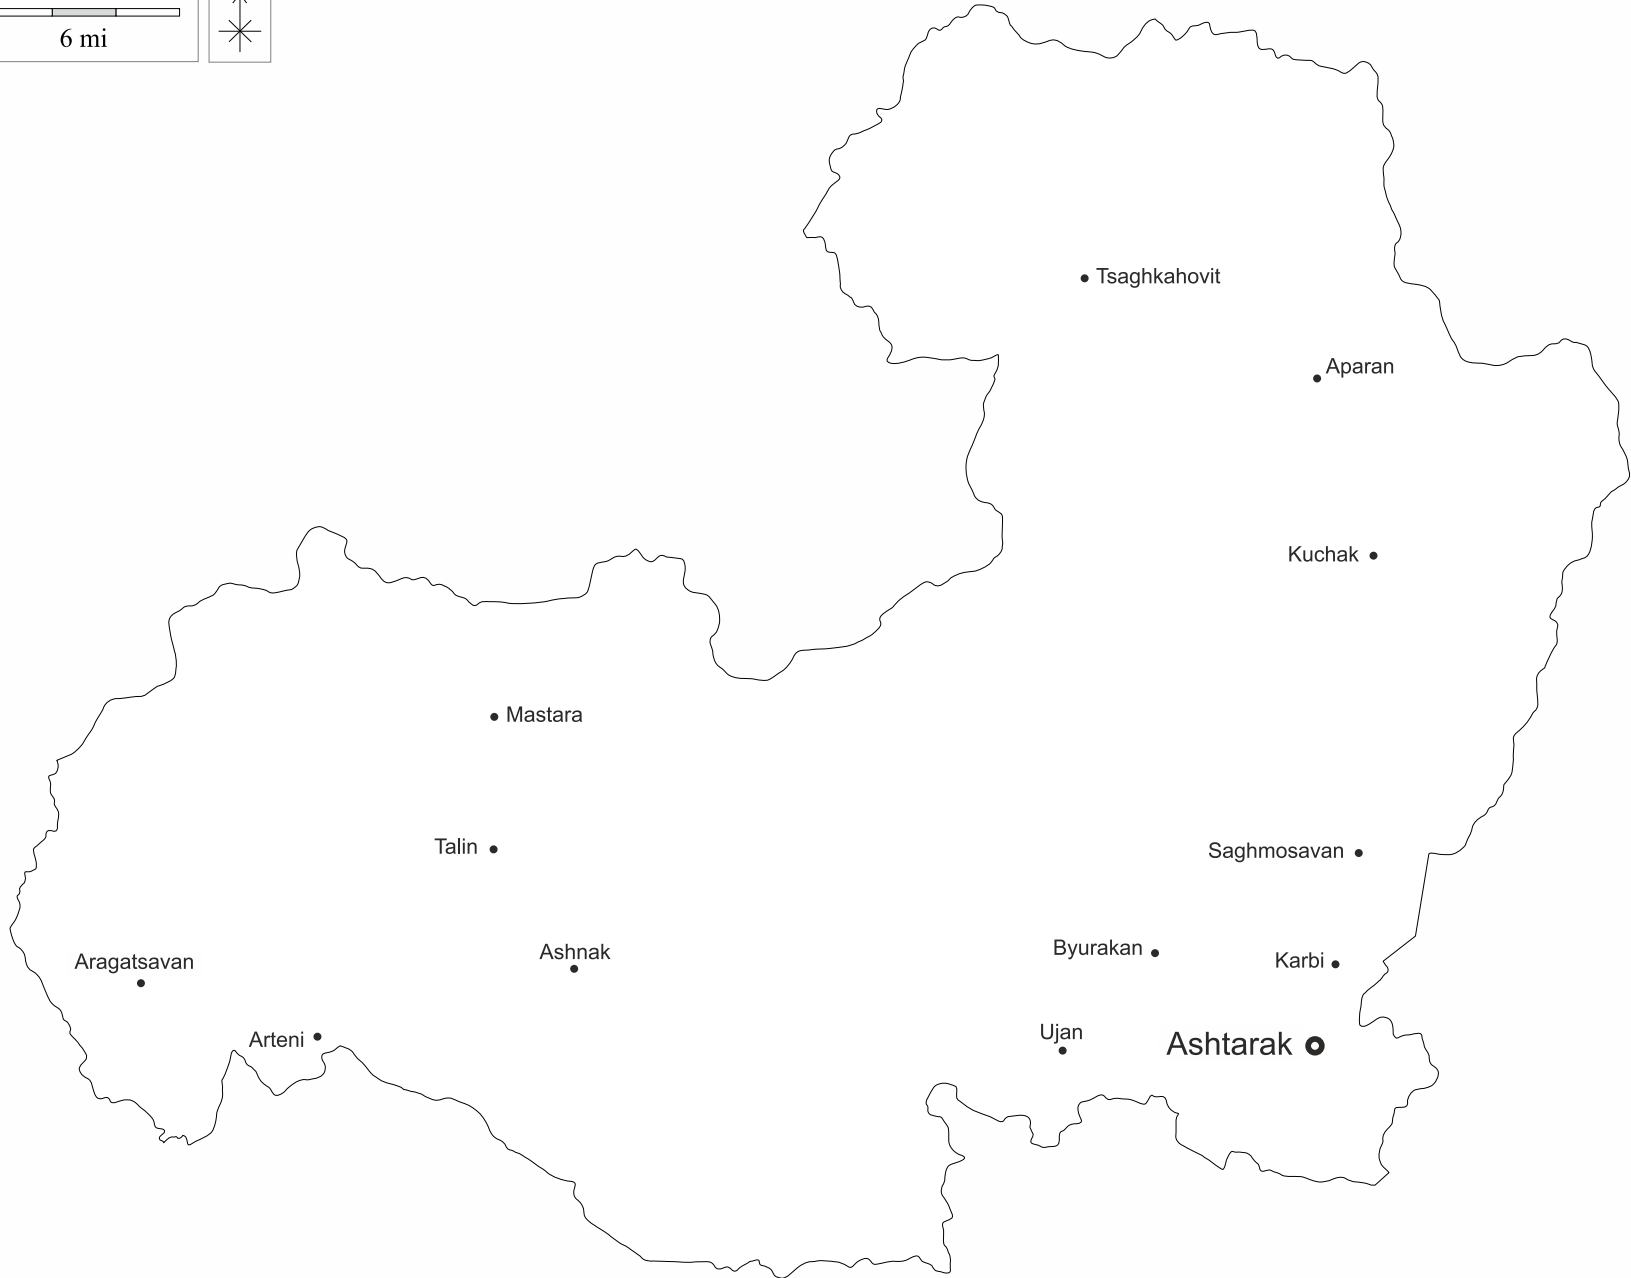 6 mi
Tsaghkahovit
Aparan
Kuchak
Mastara
Talin
Saghmosavan
Ashnak
Byurakan
Karbi
Aragatsavan
Arteni
Ujan
Ashtarak